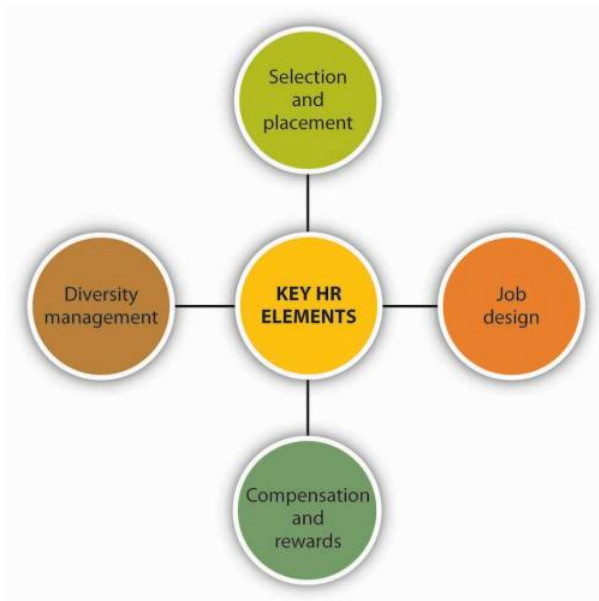 Selection
and
placement
Diversity
management
KEY HR
ELEMENTS
Job
design
Compensation
and
rewards